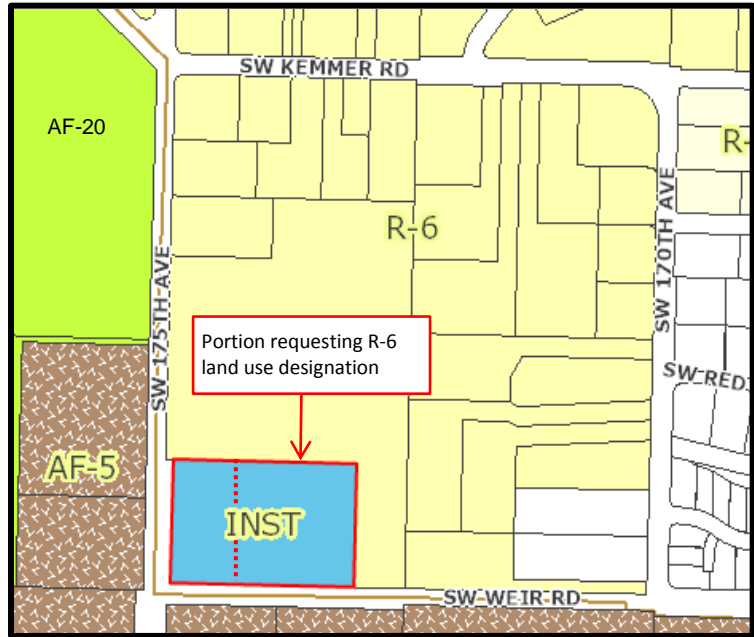 SW KEMMER RD
AF-20
R-
R-6
SW 170TH AVE
SW 175TH AVE
Portion requesting R-6
land use designation
SW RED
AF-5
INST
SW WEIR RD